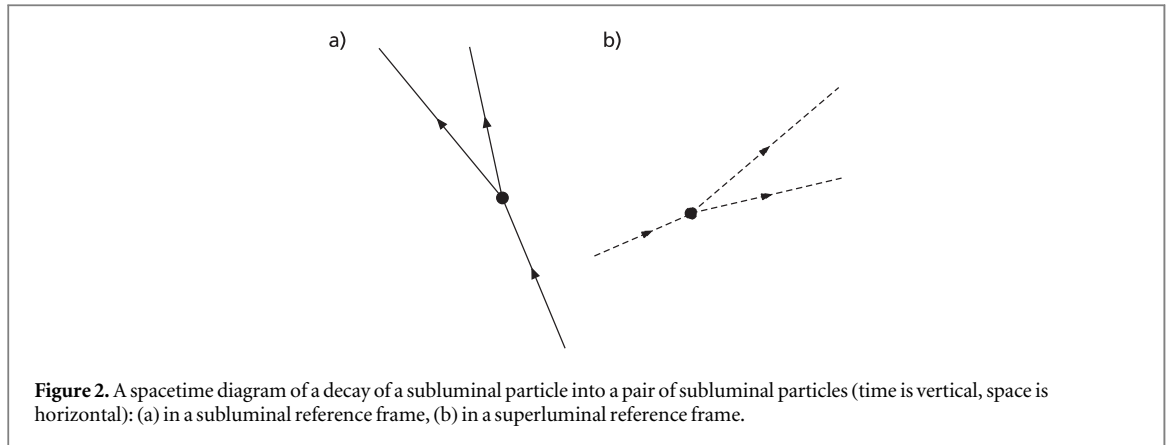 a)
b)
Figure 2. A spacetime diagram of a decay of a subluminal particle into a pair of subluminal particles (time is vertical, space is
horizontal): (a) in a subluminal reference frame, (b) in a superluminal reference frame.